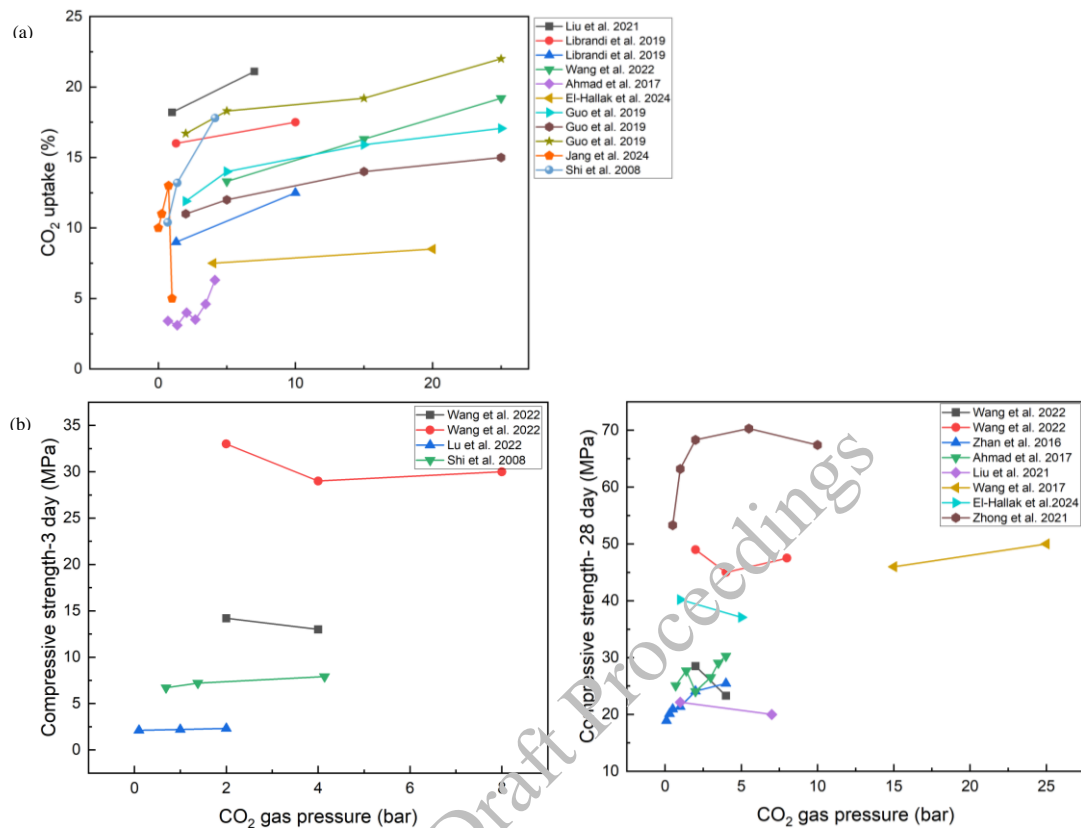 (a)
25
20
15
10
5
0
CO2 uptake (%)
0
10
20
Liu et al. 2021
Librandi et al. 2019
Librandi et al. 2019
Wang et al. 2022
Ahmad et al. 2017
El-Hallak et al. 2024
Guo et al. 2019
Guo et al. 2019
Guo et al. 2019
Jang et al. 2024
Shi et al. 2008
(b)
35
30
25
20
15
10
5
0
Compressive strength-3 day (MPa)
0
2
4
6
8
CO2 gas pressure (bar)
Wang et al. 2022
Wang et al. 2022
Lu et al. 2022
Shi et al. 2008
70
60
50
40
30
20
10
Compressive strength- 28 day (MPa)
0
5
10
15
20
25
CO2 gas pressure (bar)
Wang et al. 2022
Wang et al. 2022
Zhan et al. 2016
Ahmad et al. 2017
Liu et al. 2021
Wang et al. 2017
El-Hallak et al.2024
Zhong et al. 2021
Draft Proceedings